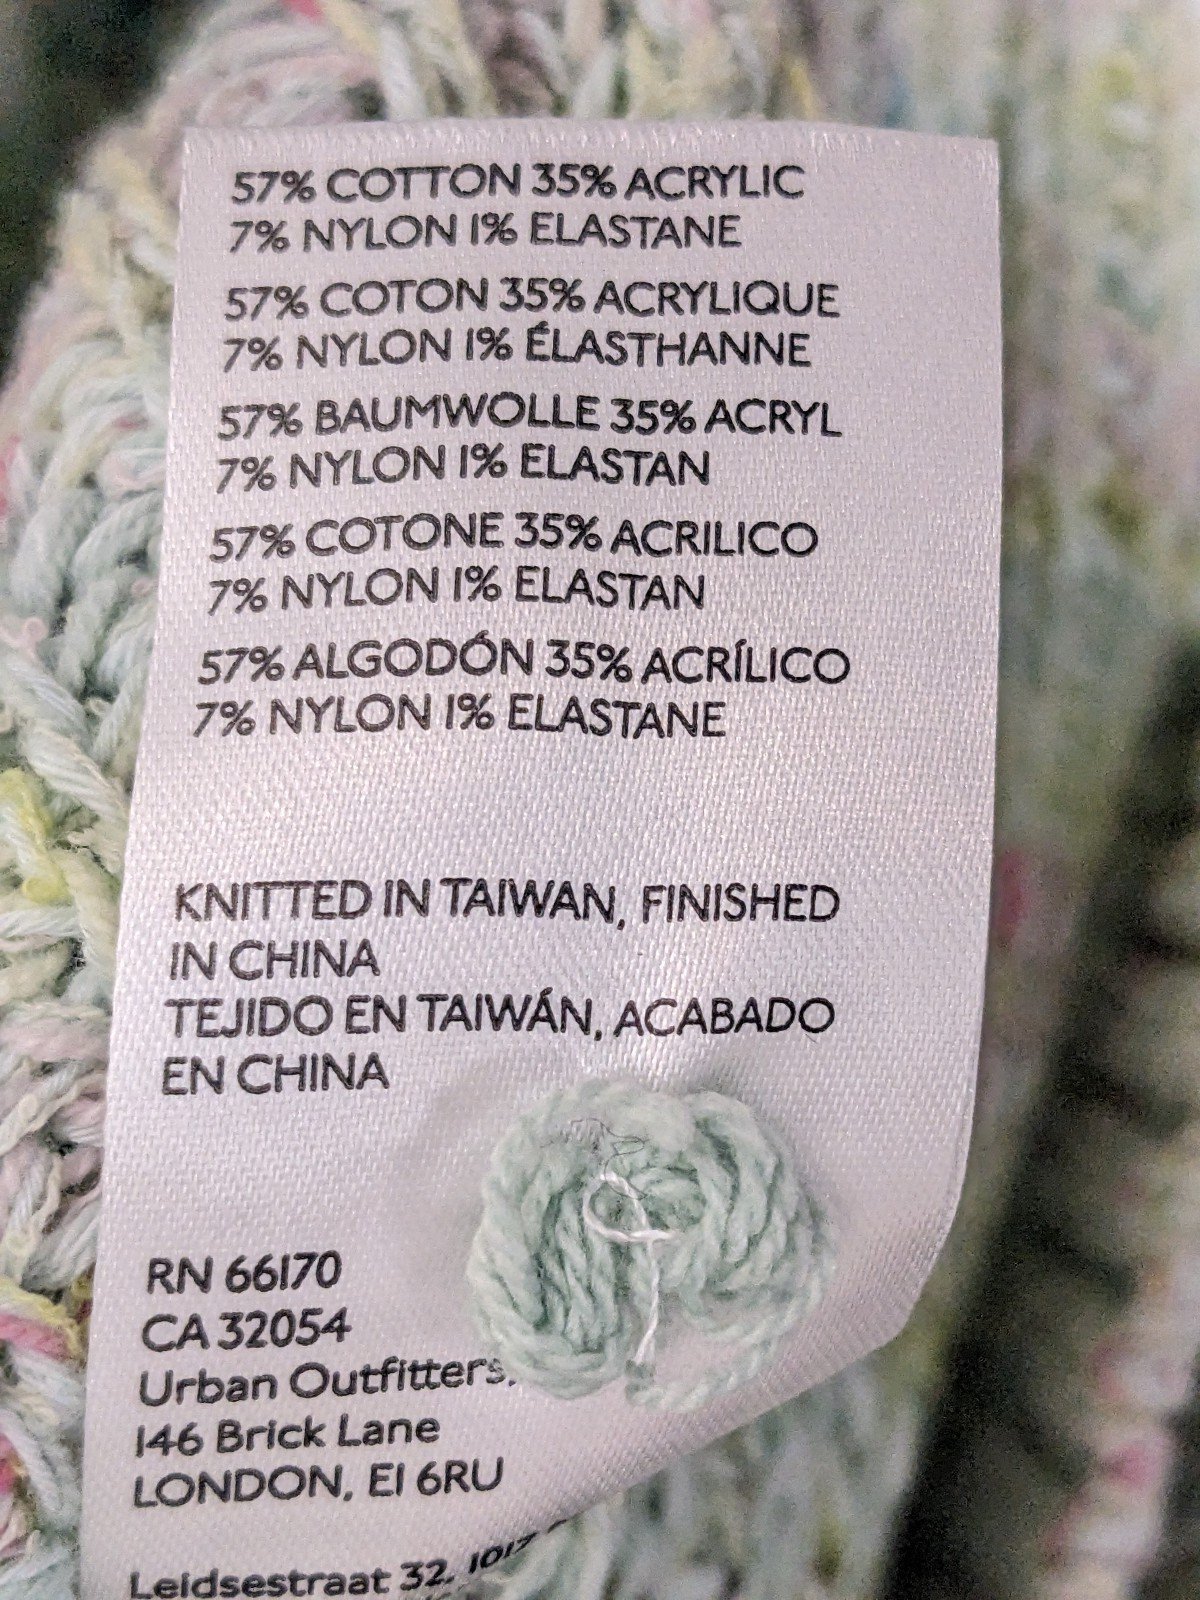 57% COTTON 35% ACRYLIC
7% NYLON 1% ELASTANE
57% COTON 35% ACRYLIQUE
7% NYLON 1% ÉLASTHANNE
57% BAUMWOLLE 35% ACRYL
7% NYLON 1% ELASTAN
57% COTONE 35% ACRILICO
7% NYLON 1% ELASTAN
57% ALGODÓN 35% ACRÍLICO
7% NYLON 1% ELASTANE
KNITTED IN TAIWAN, FINISHED
IN CHINA
TEJIDO EN TAIWÁN, ACABADO
EN CHINA
RN 66170
CA 32054
Urban Outfitters,
146 Brick Lane
LONDON, E1 6RU
Leidsestraat 32,